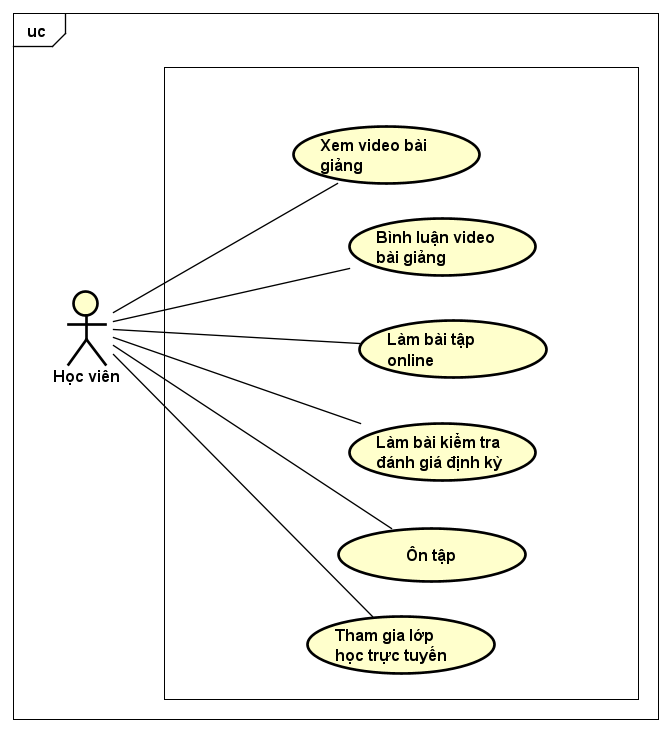 uc
Xem video bài
giảng
Bình luận video
bài giảng
Làm bài tập
online
Học viên
Làm bài kiểm tra
đánh giá định kỳ
Ôn tập
Tham gia lớp
học trực tuyến